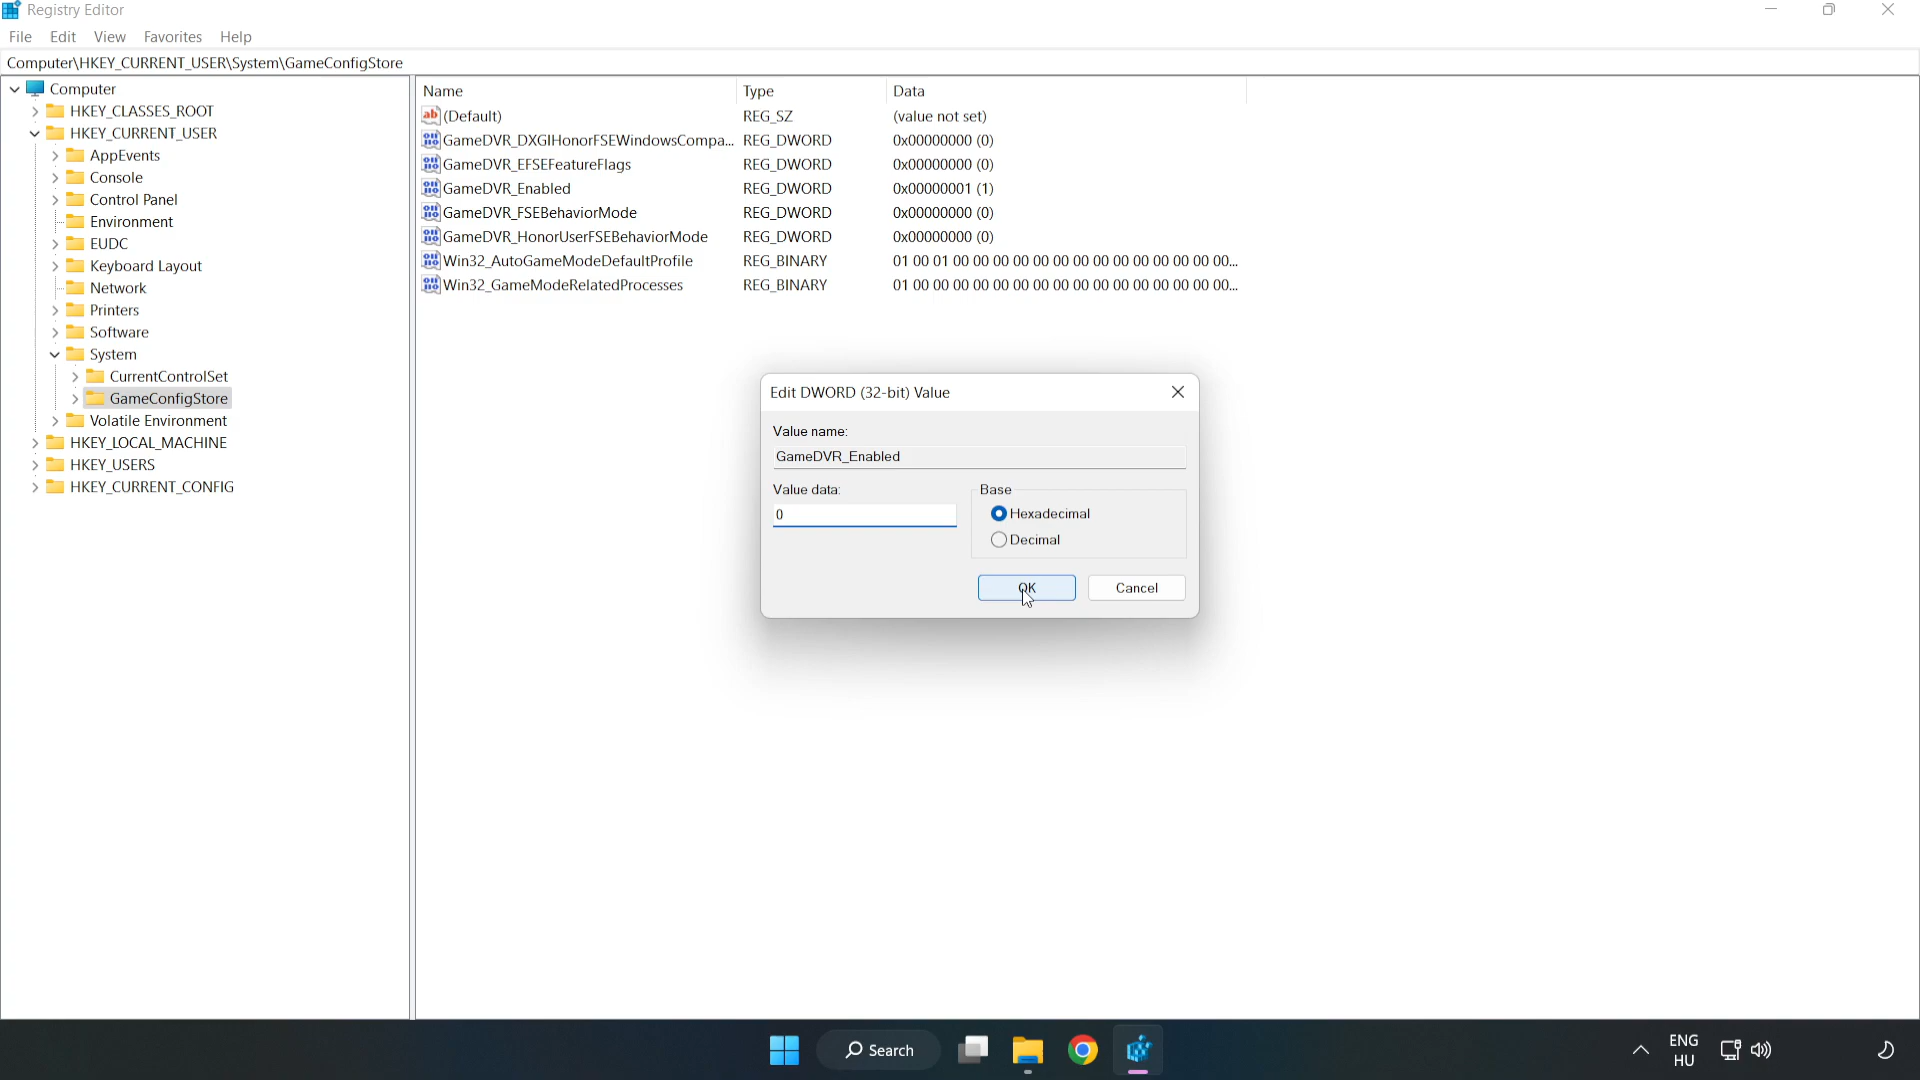 Registry Editor
File Edit View Favorites Help
Computer\HKEY_CURRENT_USER\System\GameConfigStore
Computer
HKEY_CLASSES_ROOT
HKEY_CURRENT_USER
AppEvents
Console
Control Panel
Environment
EUDC
Keyboard Layout
Network
Printers
Software
System
CurrentControlSet
GameConfigStore
Volatile Environment
HKEY_LOCAL_MACHINE
HKEY_USERS
HKEY_CURRENT_CONFIG
Name Type Data
(Default) REG_SZ (value not set)
GameDVR_DXGIHonorFSEWindowsCompa... REG_DWORD 0x00000000 (0)
GameDVR_EFSEFeatureFlags REG_DWORD 0x00000000 (0)
GameDVR_Enabled REG_DWORD 0x00000001 (1)
GameDVR_FSEBehaviorMode REG_DWORD 0x00000000 (0)
GameDVR_HonorUserFSEBehaviorMode REG_DWORD 0x00000000 (0)
Win32_AutoGameModeDefaultProfile REG_BINARY 01 00 01 00 00 00 00 00 00 00 00 00 00 00 00 00 00...
Win32_GameModeRelatedProcesses REG_BINARY 01 00 00 00 00 00 00 00 00 00 00 00 00 00 00 00 00...
Edit DWORD (32-bit) Value
Value name:
GameDVR_Enabled
Value data: Base
0 Hexadecimal
Decimal
OK Cancel
Search
ENG
HU